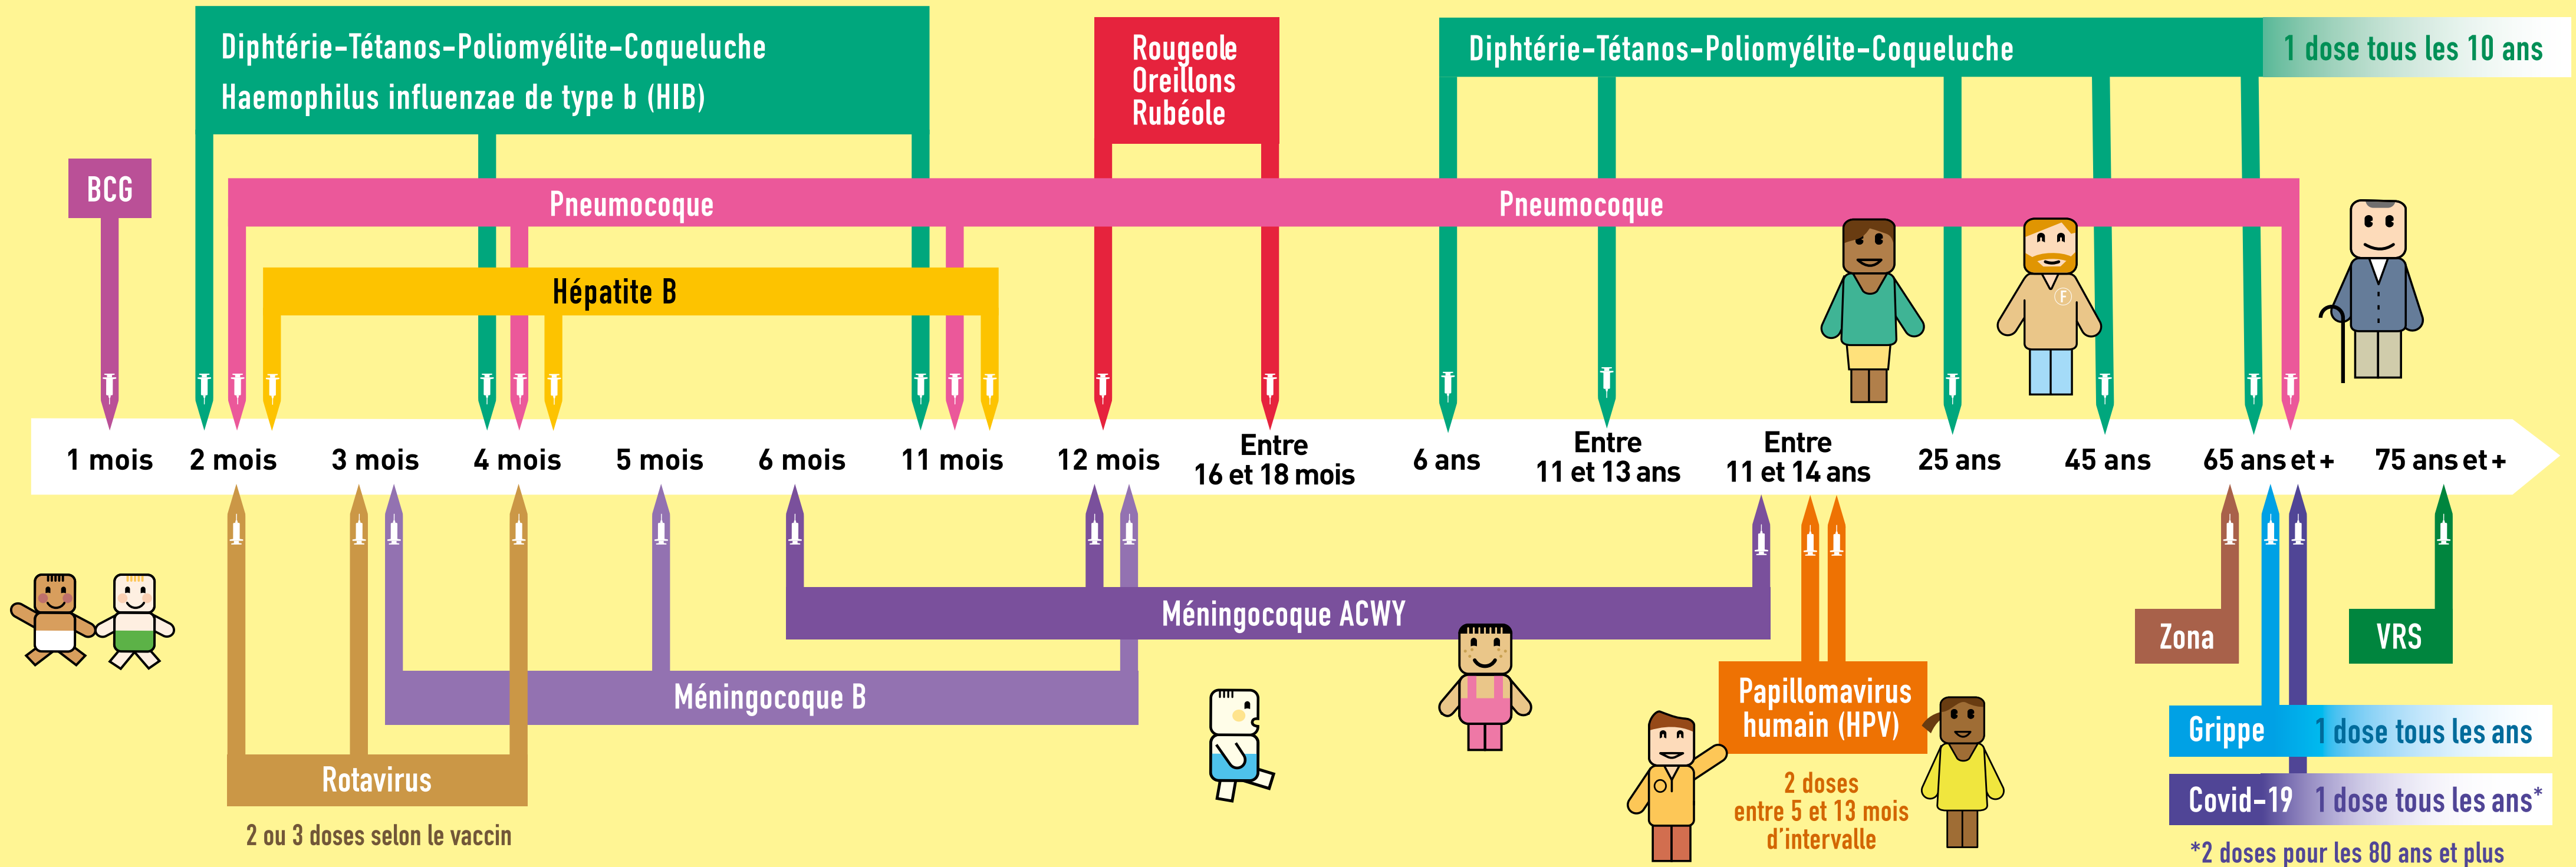 Diphtérie-Tétanos-Poliomyélite-Coqueluche
Haemophilus influenzae de type b (HIB)
Rougeole
Oreillons
Rubéole
Diphtérie-Tétanos-Poliomyélite-Coqueluche
1 dose tous les 10 ans
BCG
Pneumocoque
Pneumocoque
Hépatite B
F
1 mois
2 mois
3 mois
4 mois
5 mois
6 mois
11 mois
12 mois
Entre
16 et 18 mois
6 ans
Entre
11 et 13 ans
Entre
11 et 14 ans
25 ans
45 ans
65 ans et +
75 ans et +
Méningocoque ACWY
Zona
VRS
Méningocoque B
Papillomavirus
humain (HPV)
Grippe 1 dose tous les ans
Rotavirus
2 doses
entre 5 et 13 mois
d'intervalle
Covid-19 1 dose tous les ans*
2 ou 3 doses selon le vaccin
*2 doses pour les 80 ans et plus